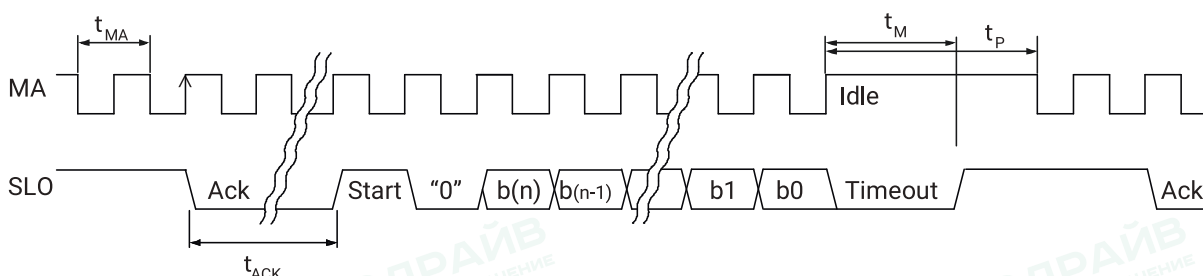 tMA
tM
tP
MA
Idle
SLO
Ack
Start
"0"
b(n)
b(n-1)
b1
b0
Timeout
Ack
tACK